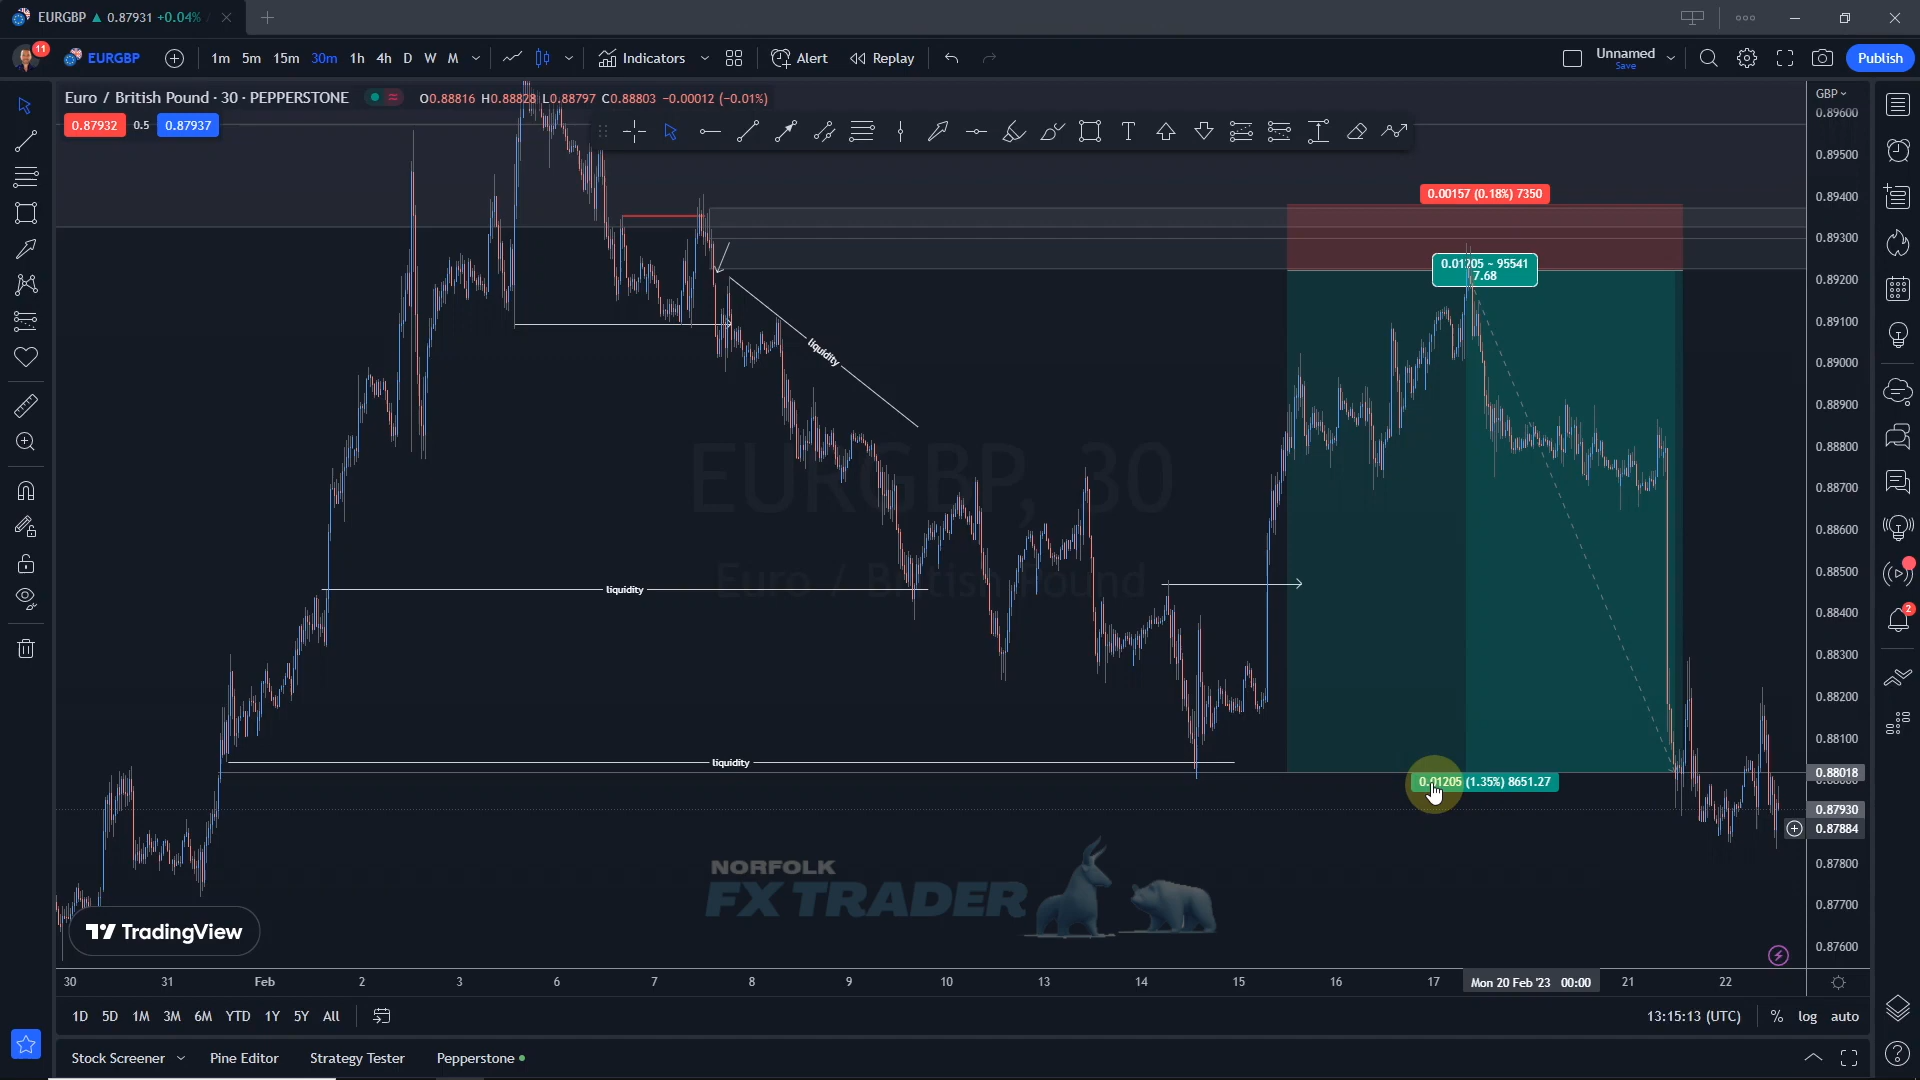 EURGBP 0.87931 +0.04%
11
EURGBP
1m 5m 15m 30m 1h 4h D W M
Indicators
Alert
Replay
Unnamed
Save
Publish
Euro / British Pound · 30 · PEPPERSTONE
O0.88816 H0.88828 L0.88797 C0.88803 −0.00012 (−0.01%)
0.87932 0.5 0.87937
GBP
0.89600
0.89500
0.89400
0.89300
0.89200
0.89100
0.89000
0.88900
0.88800
0.88700
0.88600
0.88500
0.88400
0.88300
0.88200
0.88100
0.88018
0.87930
0.87884
0.87800
0.87700
0.87600
0.00157 (0.18%) 7350
0.01205 ~ 95541
7.68
liquidity
EURGBP, 30
Euro / British Pound
liquidity
liquidity
0.01205 (1.35%) 8651.27
NORFOLK
FX TRADER
TradingView
30 31 Feb 2 3 6 7 8 9 10 13 14 15 16 17 Mon 20 Feb '23 00:00 21 22
1D 5D 1M 3M 6M YTD 1Y 5Y All
13:15:13 (UTC) % log auto
Stock Screener Pine Editor Strategy Tester Pepperstone
2